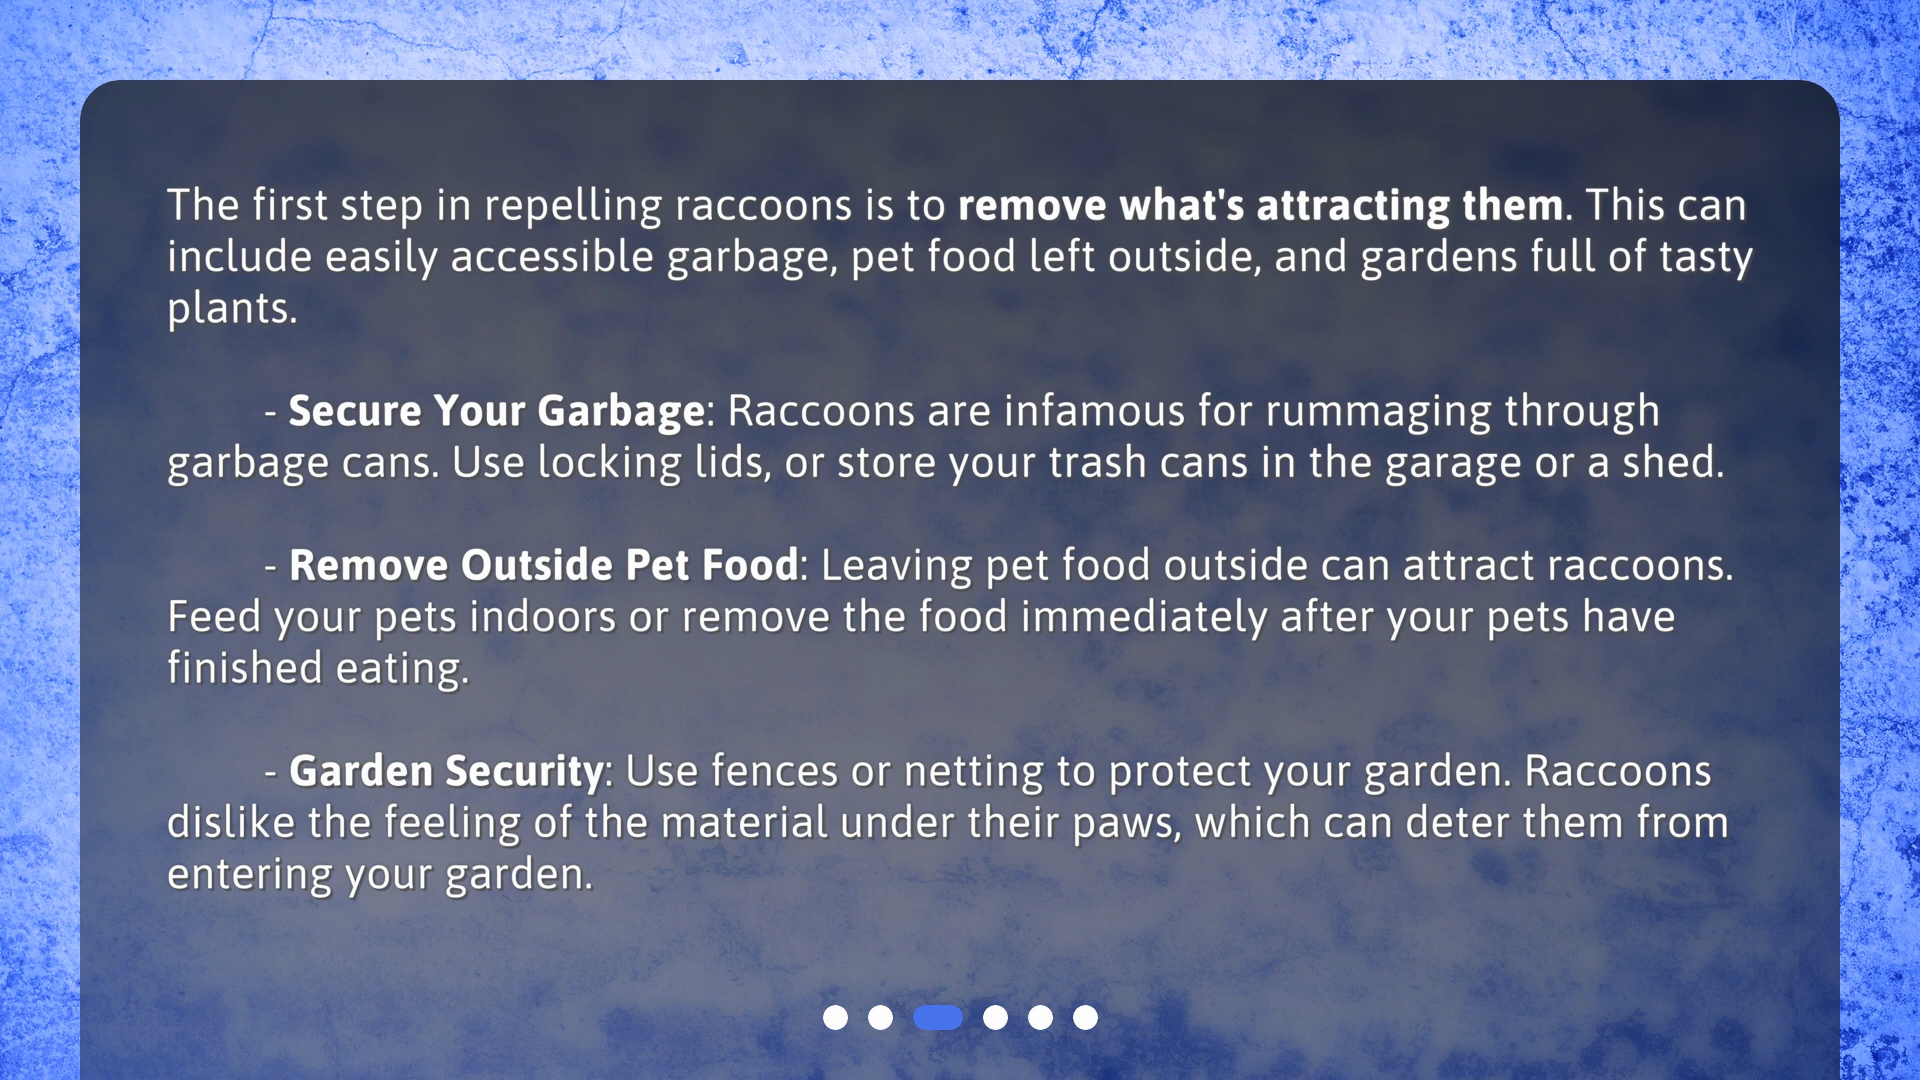 The first step in repelling raccoons is to remove what's attracting them. This can
include easily accessible garbage, pet food left outside, and gardens full of tasty
plants.
- Secure Your Garbage: Raccoons are infamous for rummaging through
garbage cans. Use locking lids, or store your trash cans in the garage or a shed.
- Remove Outside Pet Food: Leaving pet food outside can attract raccoons.
Feed your pets indoors or remove the food immediately after your pets have
finished eating.
- Garden Security: Use fences or netting to protect your garden. Raccoons
dislike the feeling of the material under their paws, which can deter them from
entering your garden.